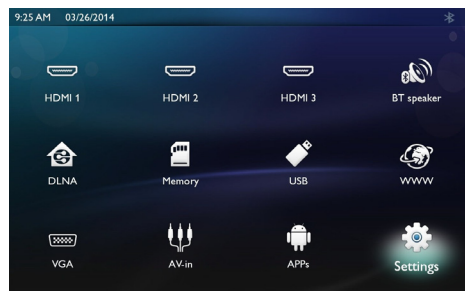 9:25 AM 03/26/2014
HDMI 1 HDMI 2 HDMI 3 BT speaker
DLNA Memory USB WWW
VGA AV-in APPs Settings